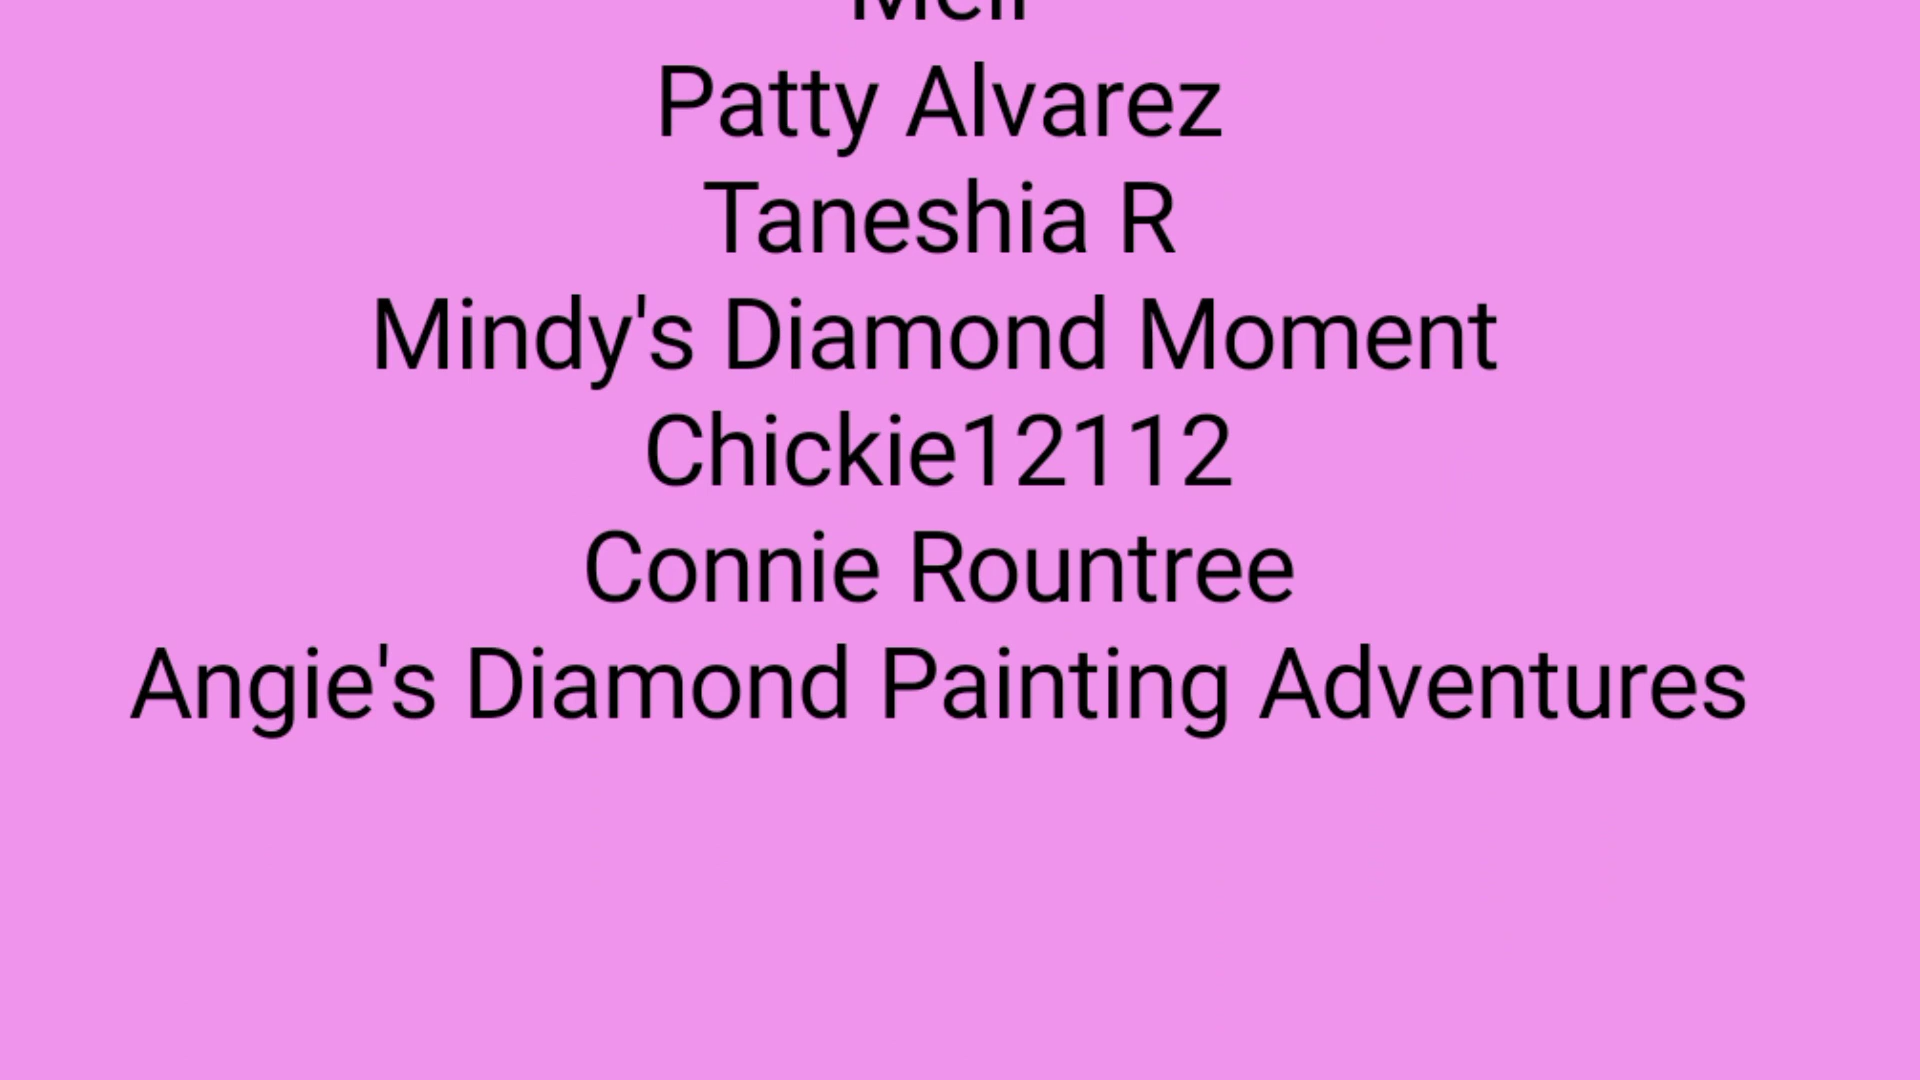 Patty Alvarez
Taneshia R
Mindy's Diamond Moment
Chickie12112
Connie Rountree
Angie's Diamond Painting Adventures